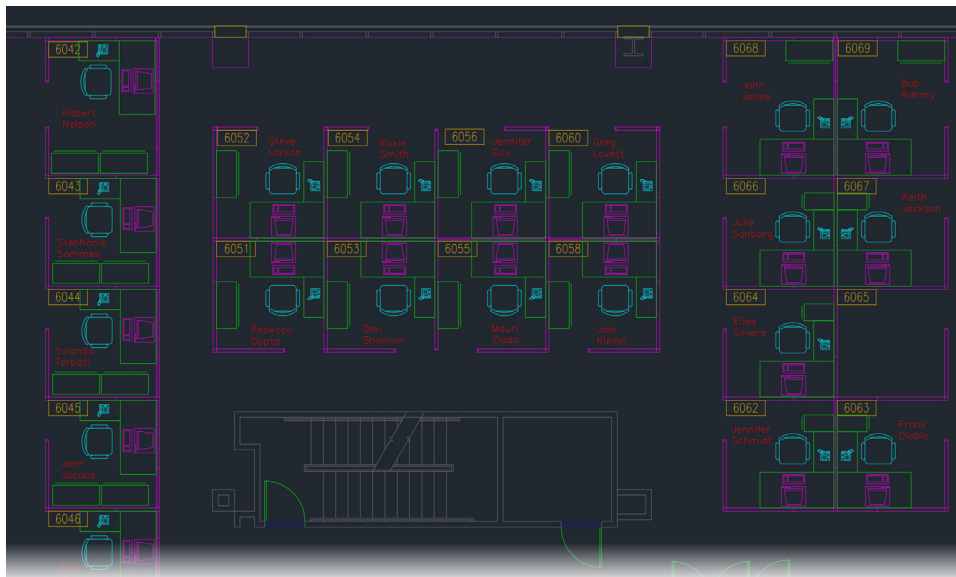 6042
Robert
Nelson
6043
Stephanie
Sommes
6044
Yolanda
Torbati
6045
John
Jacobs
6046
6052
Steve
Larson
6054
Roxie
Smith
6056
Jennifer
Cox
6060
Greg
Lovett
6051
Rebecca
Gupta
6053
Dan
Shannon
6055
Mauri
Ziado
6058
Joel
Kleinn
6068
John
Jones
6069
Bob
Rahmy
6066
Julie
Sanborg
6067
Keith
Jackson
6064
Elise
Silvers
6065
6062
Jennifer
Schmidt
6063
Frank
Diablo